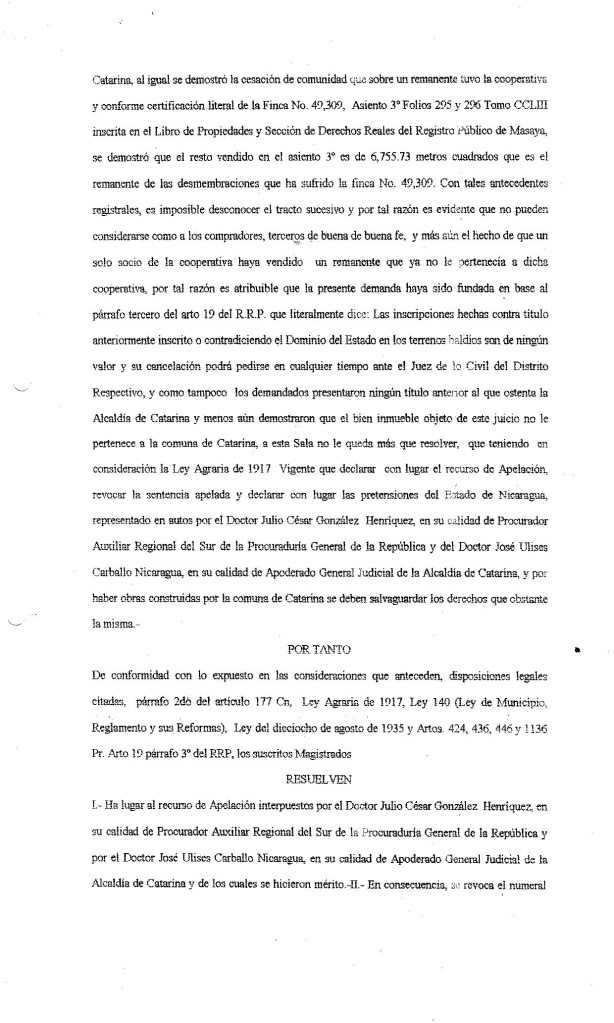 Catarina, al igual se demostró la cesación de comunidad que sobre un remanente tuvo la cooperativa
y conforme certificación literal de la Finca No. 49,309, Asiento 3° Folios 295 y 296 Tomo CCLIII
inscrita en el Libro de Propiedades y Sección de Derechos Reales del Registro Público de Masaya,
se demostró que el resto vendido en el asiento 3° es de 6,755.73 metros cuadrados que es el
remanente de las desmembraciones que ha sufrido la finca No. 49,309. Con tales antecedentes
registrales, es imposible desconocer el tracto sucesivo y por tal razón es evidente que no pueden
considerarse como a los compradores, terceros de buena de buena fe, y más aún el hecho de que un
solo socio de la cooperativa haya vendido un remanente que ya no le pertenecía a dicha
cooperativa, por tal razón es atribuible que la presente demanda haya sido fundada en base al
párrafo tercero del arto 19 del R.R.P. que literalmente dice: Las inscripciones hechas contra título
anteriormente inscrito o contradiciendo el Dominio del Estado en los terrenos baldíos son de ningún
valor y su cancelación podrá pedirse en cualquier tiempo ante el Juez de lo Civil del Distrito
Respectivo, y como tampoco los demandados presentaron ningún título anterior al que ostenta la
Alcaldía de Catarina y menos aún demostraron que el bien inmueble objeto de este juicio no le
pertenece a la comuna de Catarina, a esta Sala no le queda más que resolver, que teniendo en
consideración la Ley Agraria de 1917 Vigente que declarar con lugar el recurso de Apelación,
revocar la sentencia apelada y declarar con lugar las pretensiones del Estado de Nicaragua,
representado en autos por el Doctor Julio César González Henríquez, en su calidad de Procurador
Auxiliar Regional del Sur de la Procuraduría General de la República y del Doctor José Ulises
Carballo Nicaragua, en su calidad de Apoderado General Judicial de la Alcaldía de Catarina, y por
haber obras construidas por la comuna de Catarina se deben salvaguardar los derechos que obstante
la misma.-
POR TANTO
De conformidad con lo expuesto en las consideraciones que anteceden, disposiciones legales
citadas, párrafo 2do del artículo 177 Cn, Ley Agraria de 1917, Ley 140 (Ley de Municipio,
Reglamento y sus Reformas), Ley del dieciocho de agosto de 1935 y Artos. 424, 436, 446 y 1136
Pr. Arto 19 párrafo 3° del RRP, los suscritos Magistrados
RESUELVEN
I.- Ha lugar al recurso de Apelación interpuestos por el Doctor Julio César González Henríquez, en
su calidad de Procurador Auxiliar Regional del Sur de la Procuraduría General de la República y
por el Doctor José Ulises Carballo Nicaragua, en su calidad de Apoderado General Judicial de la
Alcaldía de Catarina y de los cuales se hicieron mérito.-II.- En consecuencia, se revoca el numeral